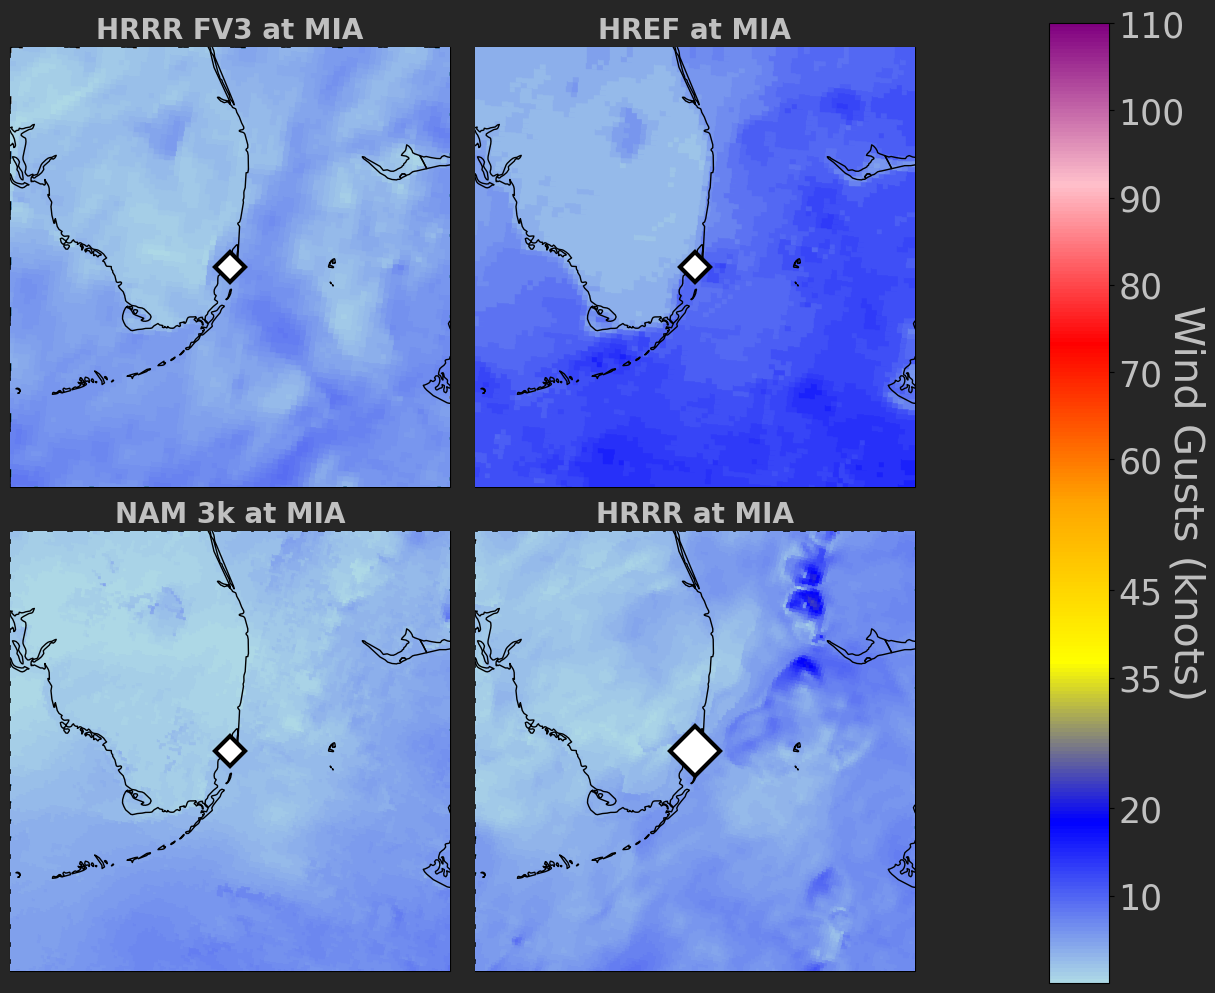 HRRR FV3 at MIA
HREF at MIA
NAM 3k at MIA
HRRR at MIA
110
100
90
80
70
60
45
35
20
10
Wind Gusts (knots)